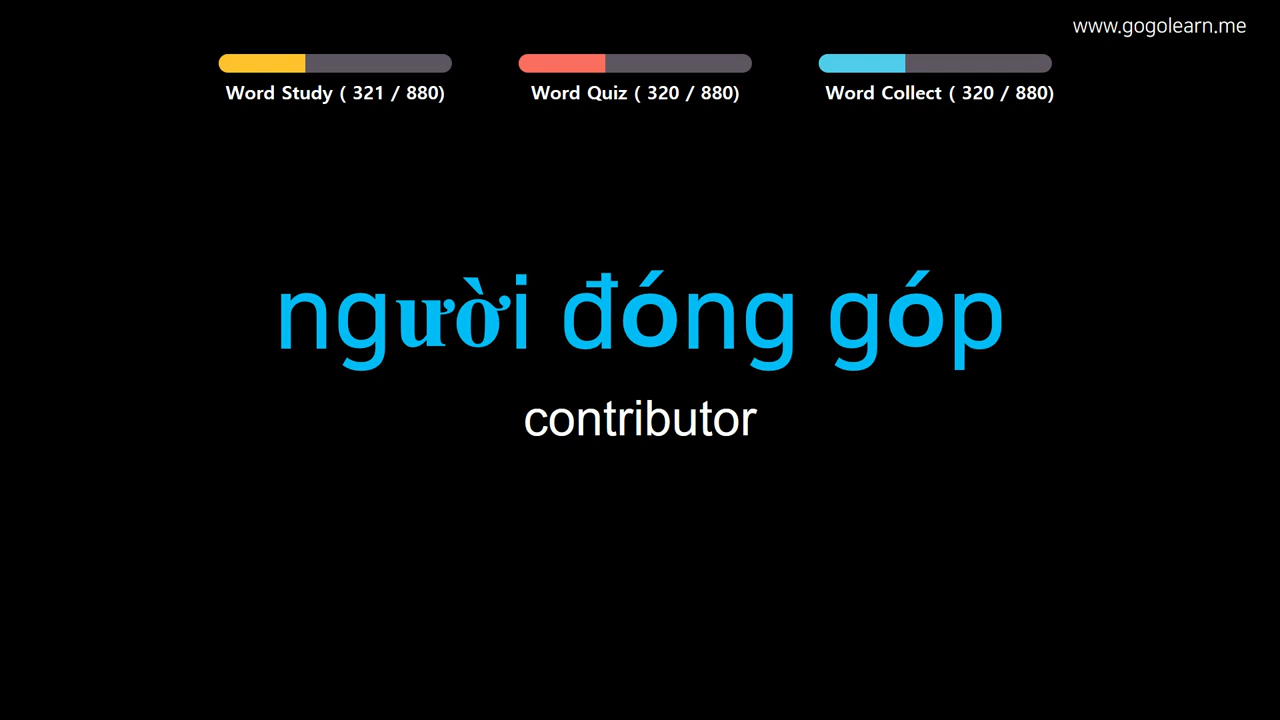 www.gogolearn.me
Word Study ( 321 / 880)
Word Quiz ( 320 / 880)
Word Collect ( 320 / 880)
người đóng góp
contributor